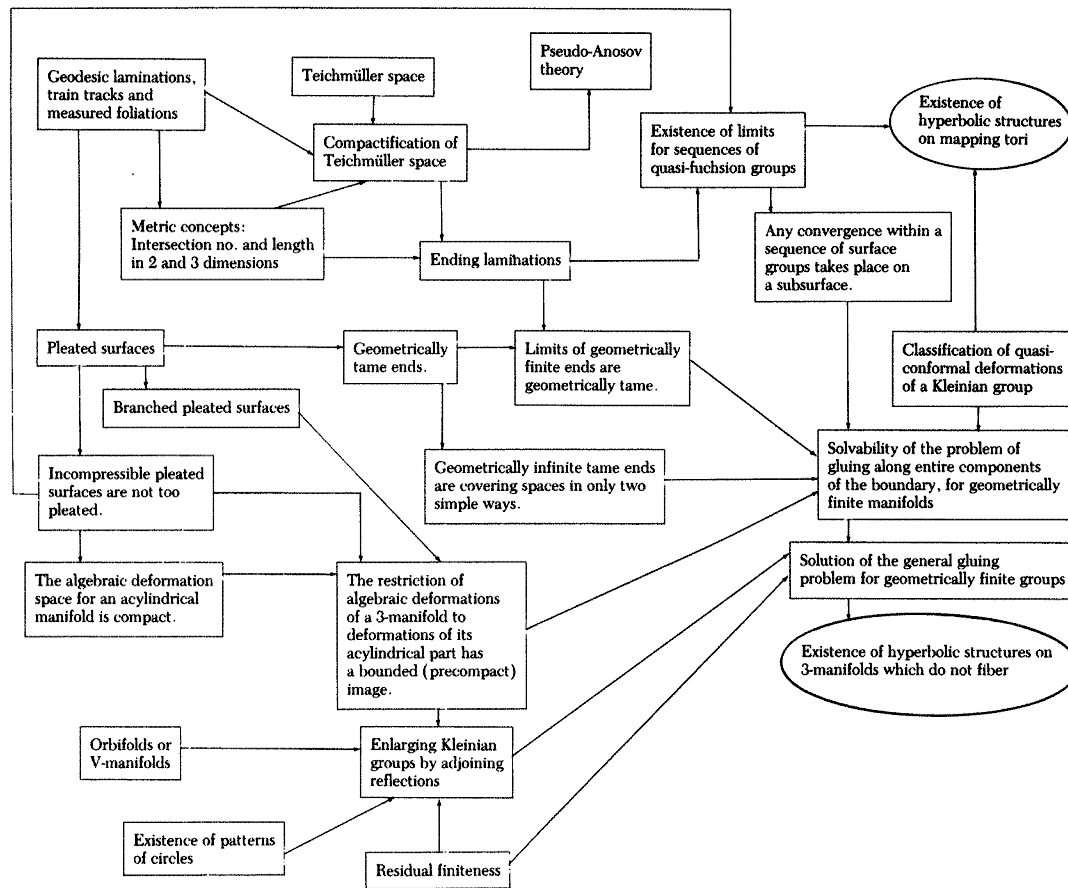 Geodesic laminations,
train tracks and
measured foliations
Teichmüller space
Pseudo-Anosov
theory
Compactification of
Teichmüller space
Existence of limits
for sequences of
quasi-fuchsion groups
Existence of
hyperbolic structures
on mapping tori
Metric concepts:
Intersection no. and length
in 2 and 3 dimensions
Ending laminations
Any convergence within a
sequence of surface
groups takes place on
a subsurface.
Pleated surfaces
Geometrically
tame ends.
Limits of geometrically
finite ends are
geometrically tame.
Classification of quasi-
conformal deformations
of a Kleinian group
Branched pleated surfaces
Incompressible pleated
surfaces are not too
pleated.
Geometrically infinite tame ends
are covering spaces in only two
simple ways.
Solvability of the problem of
gluing along entire components
of the boundary, for geometrically
finite manifolds
The algebraic deformation
space for an acylindrical
manifold is compact.
The restriction of
algebraic deformations
of a 3-manifold to
deformations of its
acylindrical part has
a bounded (precompact)
image.
Solution of the general gluing
problem for geometrically finite groups
Existence of hyperbolic structures on
3-manifolds which do not fiber
Orbifolds or
V-manifolds
Enlarging Kleinian
groups by adjoining
reflections
Existence of patterns
of circles
Residual finiteness